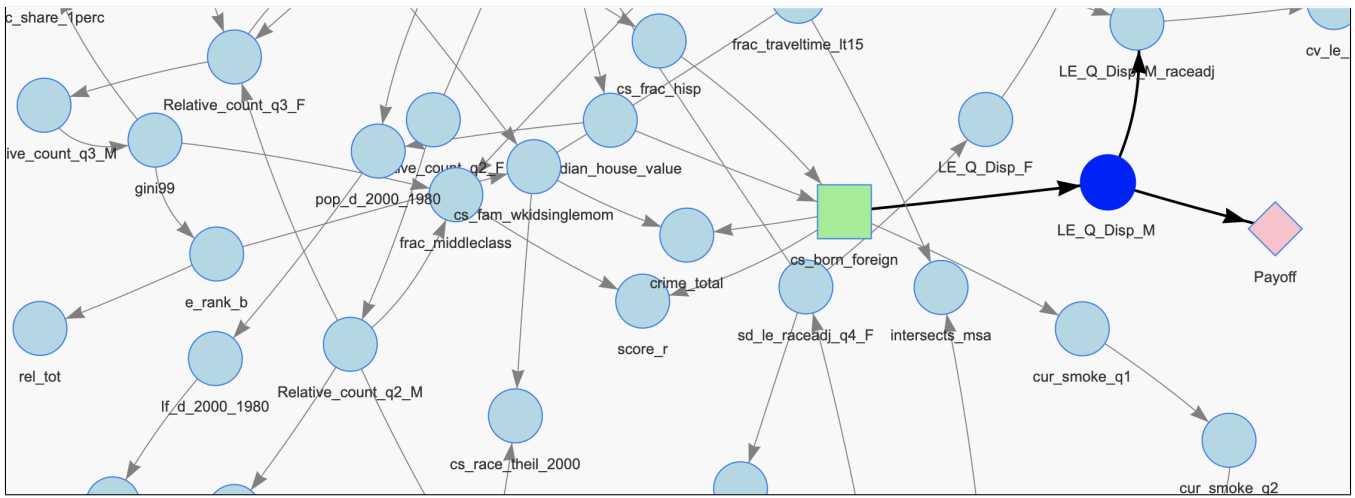 c_share_1perc
frac_traveltime_lt15
cv_le_
LE_Q_Disp_M_raceadj
cs_frac_hisp
Relative_count_q3_F
ive_count_q3_M
ive_count_q2_F
dian_house_value
LE_Q_Disp_F
gini99
pop_d_2000_1980
cs_fam_wkidsinglemom
LE_Q_Disp_M
frac_middleclass
cs_born_foreign
Payoff
crime_total
e_rank_b
sd_le_raceadj_q4_F
intersects_msa
score_r
rel_tot
cur_smoke_q1
Relative_count_q2_M
lf_d_2000_1980
cs_race_theil_2000
cur_smoke_q2